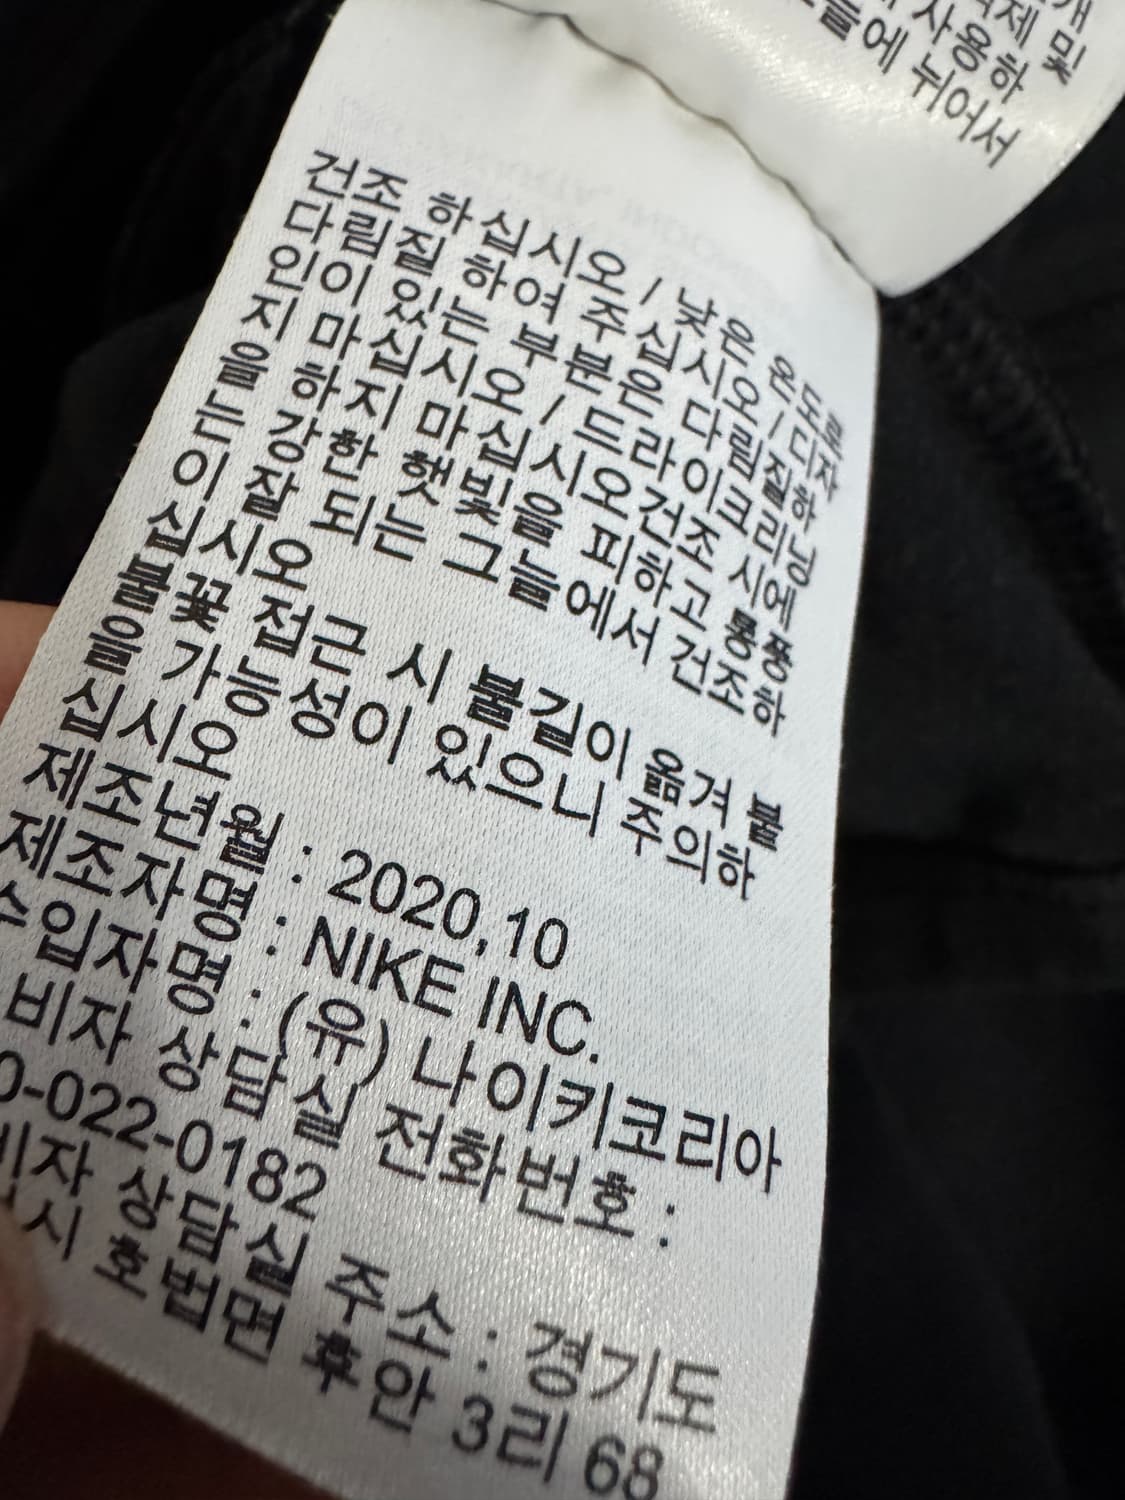 개
제 및
사용하
늘에 뉘어서
건조 하십시오 / 낮은 온도로
다림질 하여 주십시오 / 디자
인이 있는 부분은 다림질하
지 마십시오 / 드라이크리닝
을 하지 마십시오건조 시에
는 강한 햇빛을 피하고 통풍
이 잘 되는 그늘에서 건조하
십시오
불꽃 접근 시 불길이 옮겨 붙
을 가능성이 있으니 주의하
십시오
제조년월 : 2020,10
제조자명 : NIKE INC.
수입자명 : (유) 나이키코리아
비자 상담실 전화번호 :
0-022-0182
비자 상담실 주소 : 경기도
시 호법면 후안 3리 68